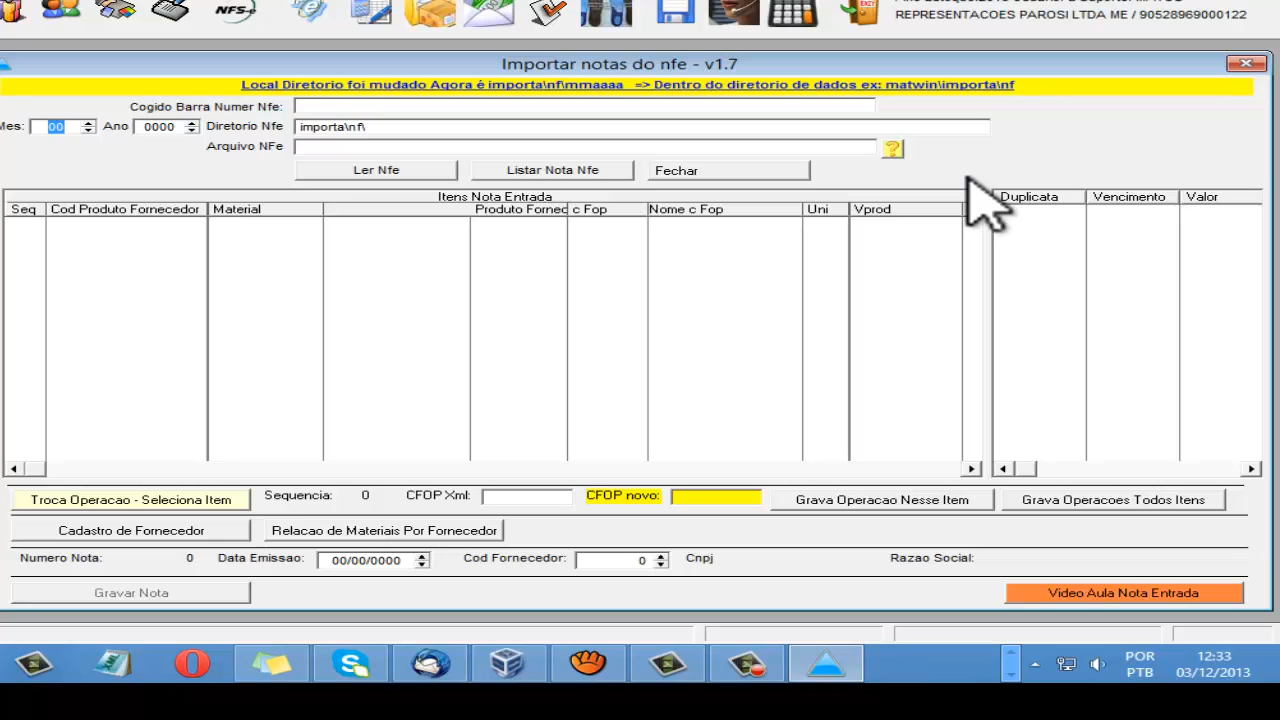 NFS-e
REPRESENTACOES PAROSI LTDA ME / 90528969000122
Importar notas do nfe - v1.7
Local Diretorio foi mudado Agora é importa\nf\mmaaaa => Dentro do diretorio de dados ex: matwin\importa\nf
Cogido Barra Numer Nfe:
Mes: 00 Ano 0000 Diretorio Nfe importa\nf\
Arquivo NFe ?
Ler Nfe Listar Nota Nfe Fechar
Itens Nota Entrada
Seq Cod Produto Fornecedor Material Produto Forned c Fop Nome c Fop Uni Vprod
Duplicata Vencimento Valor
Troca Operacao - Seleciona Item Sequencia: 0 CFOP Xml: CFOP novo: Grava Operacao Nesse Item Grava Operacoes Todos Itens
Cadastro de Fornecedor Relacao de Materiais Por Fornecedor
Numero Nota: 0 Data Emissao: 00/00/0000 Cod Fornecedor: 0 Cnpj Razao Social:
Gravar Nota Video Aula Nota Entrada
POR 12:33
PTB 03/12/2013